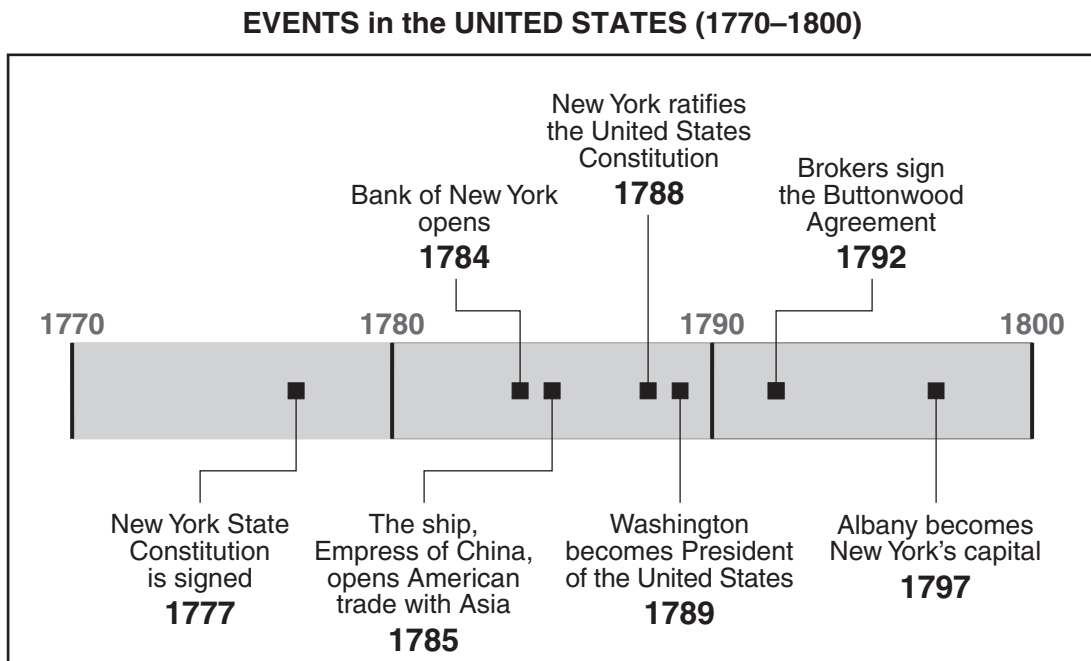 EVENTS in the UNITED STATES (1770–1800)
New York ratifies
the United States
Constitution
1788
Brokers sign
the Buttonwood
Agreement
1792
Bank of New York
opens
1784
1770
1780
1790
1800
New York State
Constitution
is signed
1777
The ship,
Empress of China,
opens American
trade with Asia
1785
Washington
becomes President
of the United States
1789
Albany becomes
New York's capital
1797